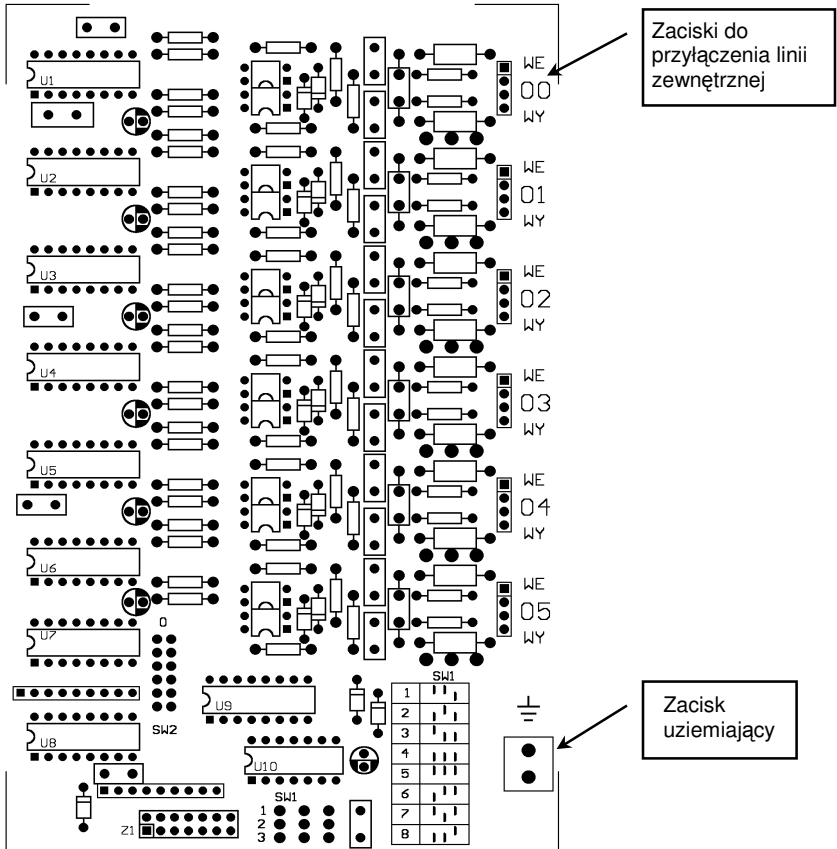 Zaciski do
przyłączenia linii
zewnętrznej
WE
00
WY
U1
WE
01
WY
U2
WE
02
WY
U3
WE
03
WY
U4
WE
04
WY
U5
WE
05
WY
U6
0
U7
SW2
U9
SW1
1
2
3
4
5
6
7
8
Zacisk
uziemiający
U8
U10
SW1
1
2
3
Z1